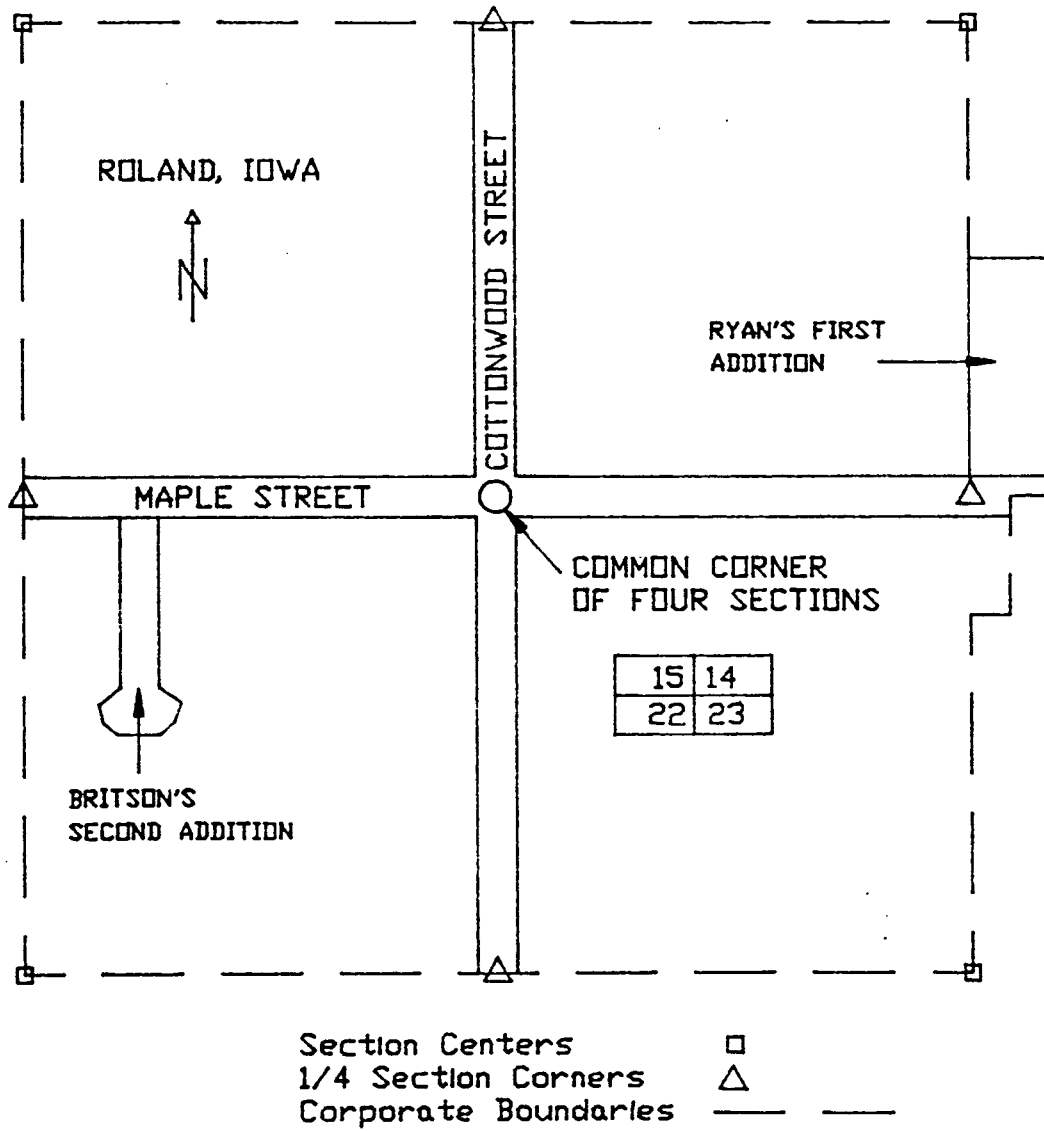 ROLAND, IOWA
N
COTTONWOOD STREET
RYAN'S FIRST
ADDITION
MAPLE STREET
COMMON CORNER
OF FOUR SECTIONS
15 14
22 23
BRITSON'S
SECOND ADDITION
Section Centers
1/4 Section Corners
Corporate Boundaries